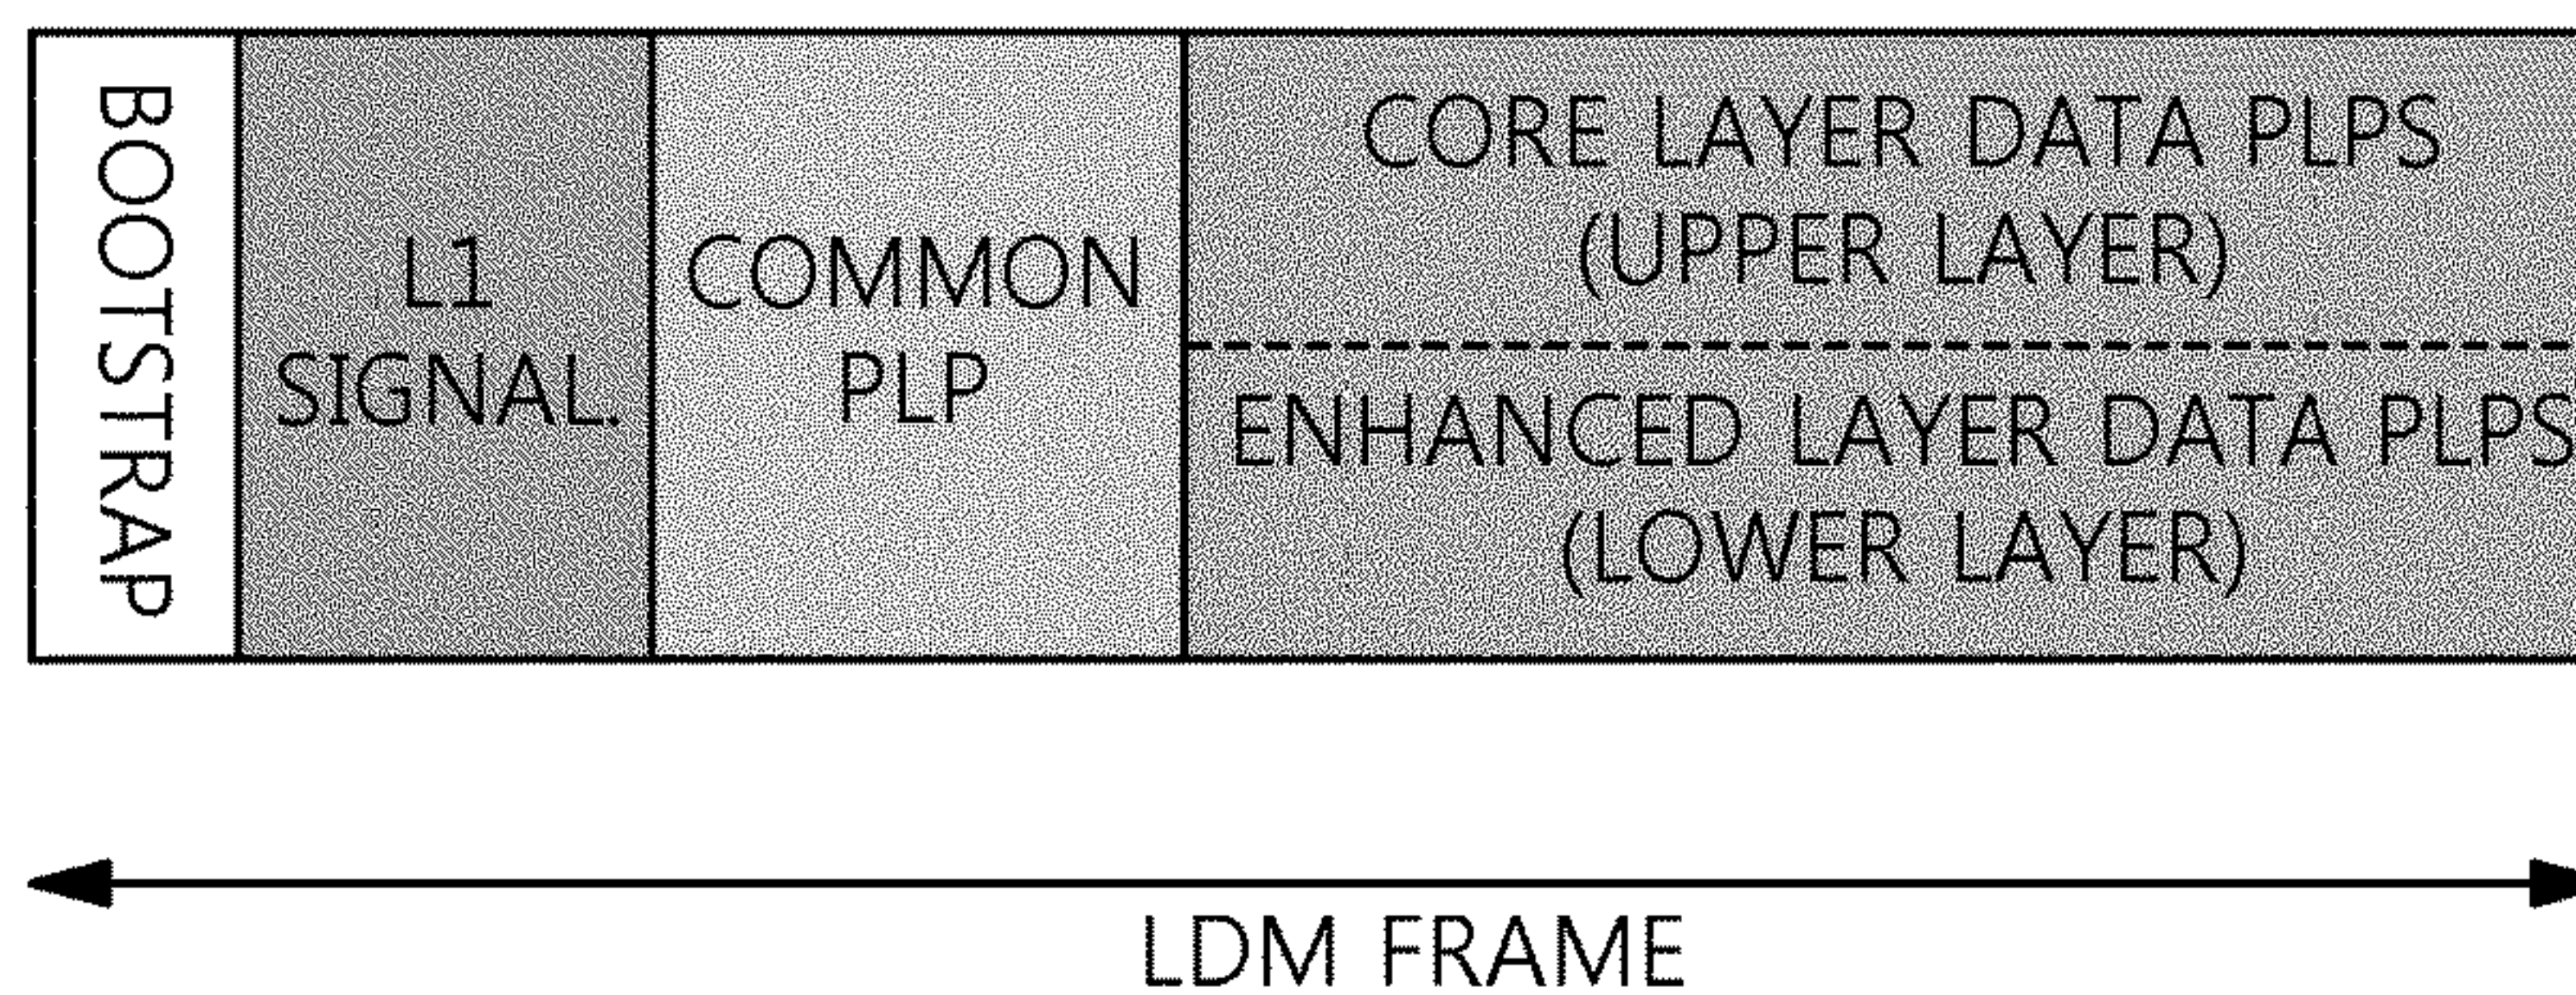 BOOTSTRAP
L1
SIGNAL.
COMMON
PLP
CORE LAYER DATA PLPS
(UPPER LAYER)
ENHANCED LAYER DATA PLPS
(LOWER LAYER)
LDM FRAME